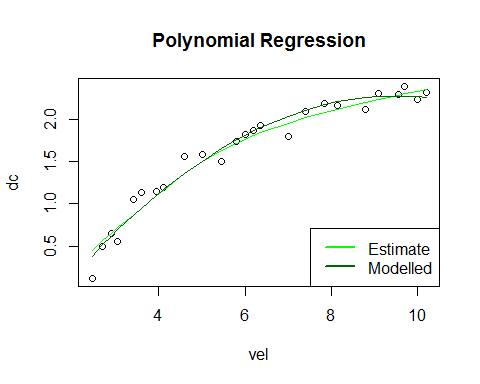 Polynomial Regression
dc
2.0
1.5
1.0
0.5
Estimate
Modelled
4 6 8 10
vel